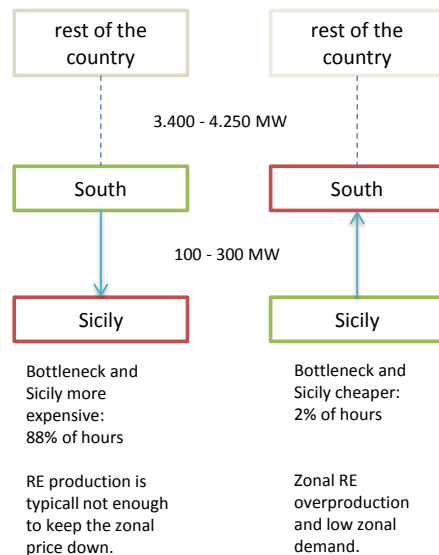 rest of the
country
rest of the
country
3.400 - 4.250 MW
South
South
100 - 300 MW
Sicily
Sicily
Bottleneck and
Sicily more
expensive:
88% of hours
RE production is
typicall not enough
to keep the zonal
price down.
Bottleneck and
Sicily cheaper:
2% of hours
Zonal RE
overproduction
and low zonal
demand.